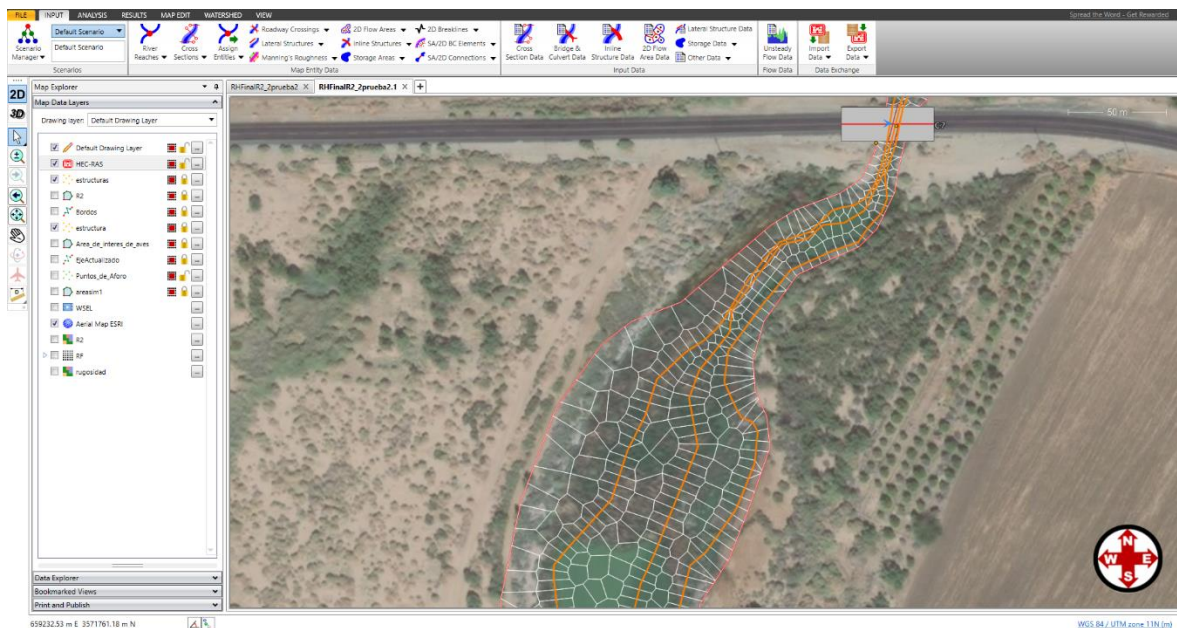 FILE INPUT ANALYSIS RESULTS MAP EDIT WATERSHED VIEW Spread the Word - Get Rewarded
Scenario Manager
Default Scenario
Default Scenario
Scenarios
River Reaches
Cross Sections
Assign Entities
Roadway Crossings
Lateral Structures
Manning's Roughness
2D Flow Areas
Inline Structures
Storage Areas
2D Breaklines
SA/2D BC Elements
SA/2D Connections
Map Entity Data
Cross Section Data
Bridge & Culvert Data
Inline Structure Data
2D Flow Area Data
Lateral Structure Data
Storage Data
Other Data
Input Data
Unsteady Flow Data
Flow Data
Import Data
Export Data
Data Exchange
2D
3D
Map Explorer
Map Data Layers
Drawing layer: Default Drawing Layer
Default Drawing Layer
HEC-RAS
estructuras
R2
Bordos
estructura
Area_de_interes_de_aves
EjeActualizado
Puntos_de_Aforo
areasim1
WSEL
Aerial Map ESRI
R2
RP
rugosidad
Data Explorer
Bookmarked Views
Print and Publish
RHFinalR2_2prueba2 RHFinalR2_2prueba2.1
50 m
N
W E
S
659232.53 m E 3571761.18 m N
WGS 84 / UTM zone 11N (m)